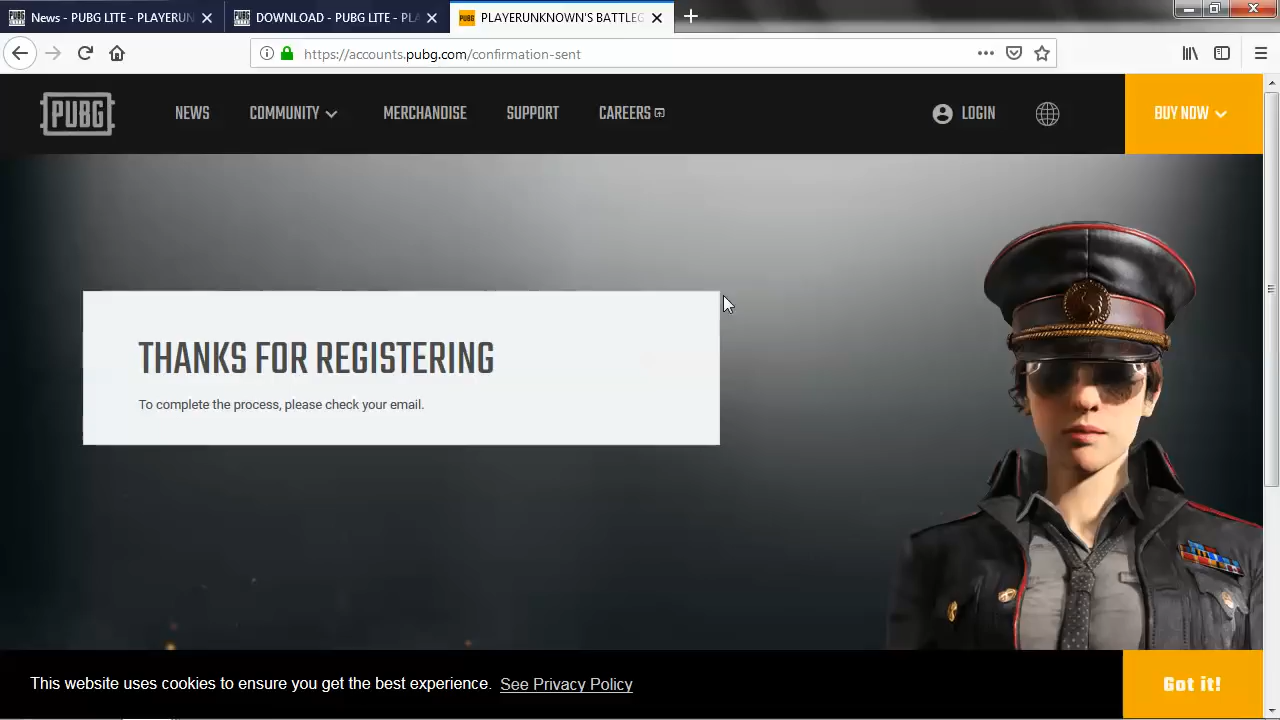 News - PUBG LITE - PLAYERUN
DOWNLOAD - PUBG LITE - PLA
PUBG
PLAYERUNKNOWN'S BATTLEG
https://accounts.pubg.com/confirmation-sent
PUBG
NEWS
COMMUNITY
MERCHANDISE
SUPPORT
CAREERS
LOGIN
BUY NOW
THANKS FOR REGISTERING
To complete the process, please check your email.
This website uses cookies to ensure you get the best experience. See Privacy Policy
Got it!